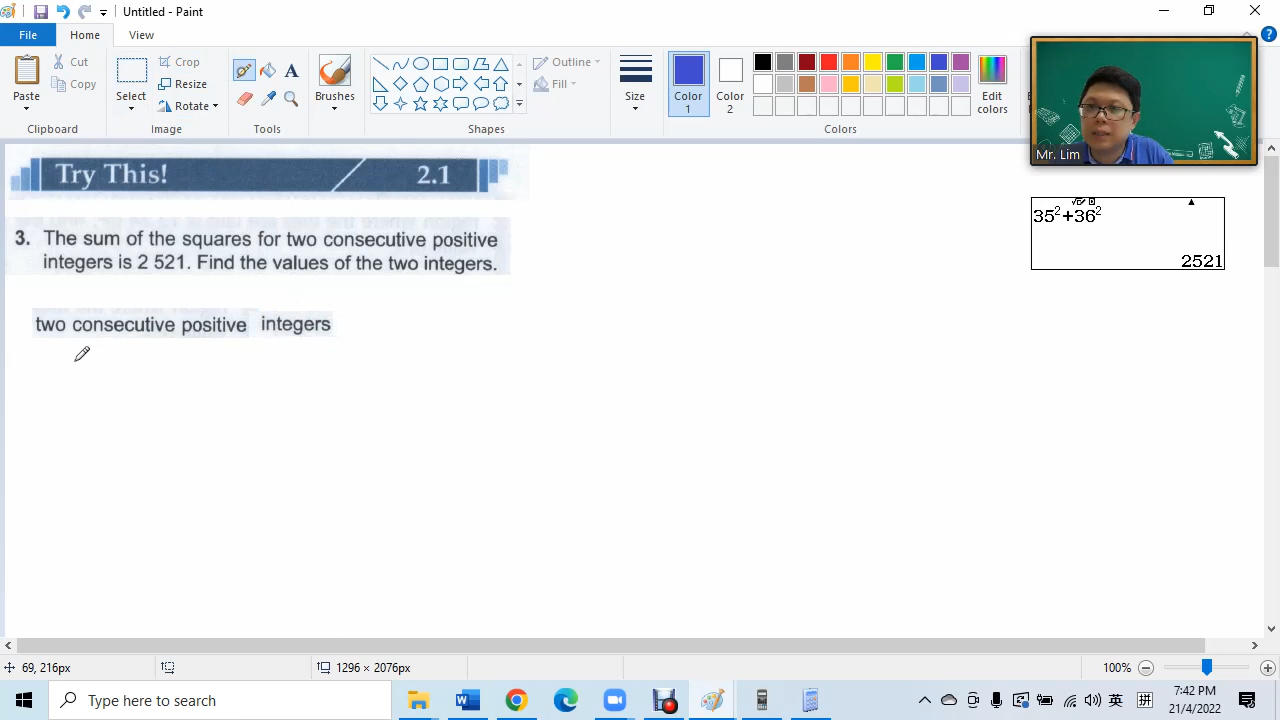 Untitled - Paint
File
Home
View
Paste
Cut
Copy
Clipboard
Select
Crop
Resize
Rotate
Image
A
Tools
Brushes
Shapes
Outline
Fill
Size
Color 1
Color 2
Colors
Edit colors
Mr. Lim
Try This! 2.1
3. The sum of the squares for two consecutive positive
integers is 2 521. Find the values of the two integers.
two consecutive positive integers
35²+36²
2521
69, 216px
1296 × 2076px
100%
Type here to search
英
拼
7:42 PM
21/4/2022